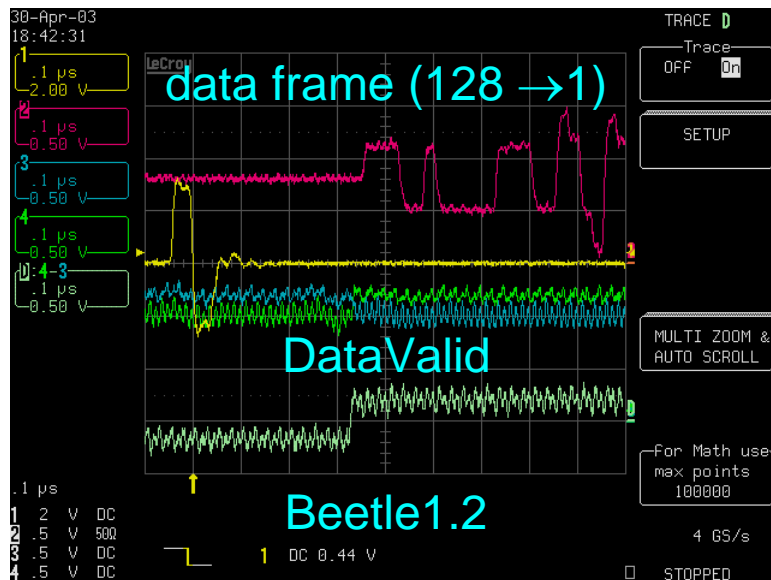 30-Apr-03
18:42:31
1
.1 µs
2.00 V
2
.1 µs
0.50 V
3
.1 µs
0.50 V
4
.1 µs
0.50 V
D:4-3
.1 µs
0.50 V
LeCroy
data frame (128 →1)
DataValid
Beetle1.2
TRACE D
Trace
OFF On
SETUP
2
D
MULTI ZOOM &
AUTO SCROLL
For Math use
max points
100000
.1 µs
1 2 V DC
2 .5 V 50Ω
3 .5 V DC
4 .5 V DC
1 DC 0.44 V
4 GS/s
STOPPED